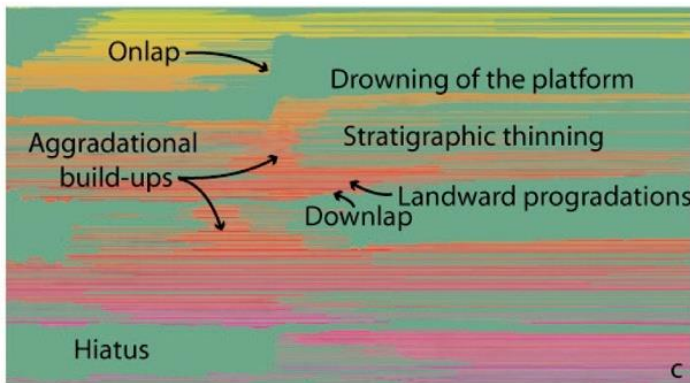 Onlap
Drowning of the platform
Aggradational
build-ups
Stratigraphic thinning
Landward progradations
Downlap
Hiatus
c